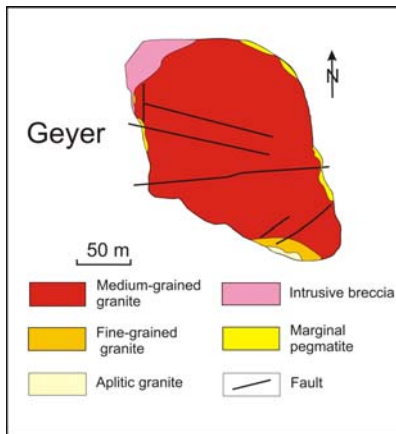 N
Geyer
50 m
Medium-grained
granite
Intrusive breccia
Fine-grained
granite
Marginal
pegmatite
Aplitic granite
Fault